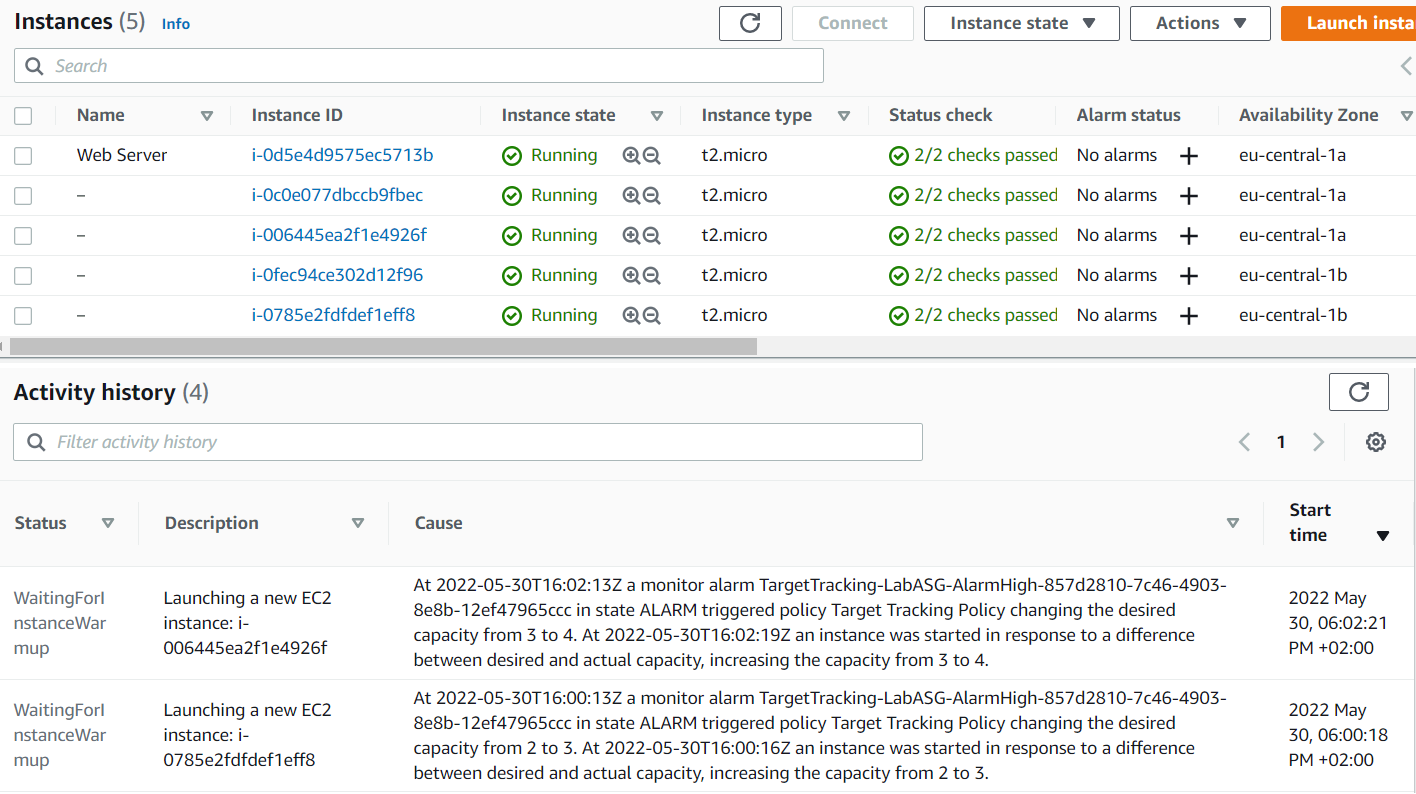 Instances (5) Info Connect Instance state Actions Launch insta
Search
Name Instance ID Instance state Instance type Status check Alarm status Availability Zone
Web Server i-0d5e4d9575ec5713b Running t2.micro 2/2 checks passed No alarms + eu-central-1a
– i-0c0e077dbccb9fbec Running t2.micro 2/2 checks passed No alarms + eu-central-1a
– i-006445ea2f1e4926f Running t2.micro 2/2 checks passed No alarms + eu-central-1a
– i-0fec94ce302d12f96 Running t2.micro 2/2 checks passed No alarms + eu-central-1b
– i-0785e2fdfdef1eff8 Running t2.micro 2/2 checks passed No alarms + eu-central-1b
Activity history (4)
Filter activity history 1
Status Description Cause Start
time
WaitingForI
nstanceWar
mup
Launching a new EC2
instance: i-
006445ea2f1e4926f
At 2022-05-30T16:02:13Z a monitor alarm TargetTracking-LabASG-AlarmHigh-857d2810-7c46-4903-
8e8b-12ef47965ccc in state ALARM triggered policy Target Tracking Policy changing the desired
capacity from 3 to 4. At 2022-05-30T16:02:19Z an instance was started in response to a difference
between desired and actual capacity, increasing the capacity from 3 to 4.
2022 May
30, 06:02:21
PM +02:00
WaitingForI
nstanceWar
mup
Launching a new EC2
instance: i-
0785e2fdfdef1eff8
At 2022-05-30T16:00:13Z a monitor alarm TargetTracking-LabASG-AlarmHigh-857d2810-7c46-4903-
8e8b-12ef47965ccc in state ALARM triggered policy Target Tracking Policy changing the desired
capacity from 2 to 3. At 2022-05-30T16:00:16Z an instance was started in response to a difference
between desired and actual capacity, increasing the capacity from 2 to 3.
2022 May
30, 06:00:18
PM +02:00